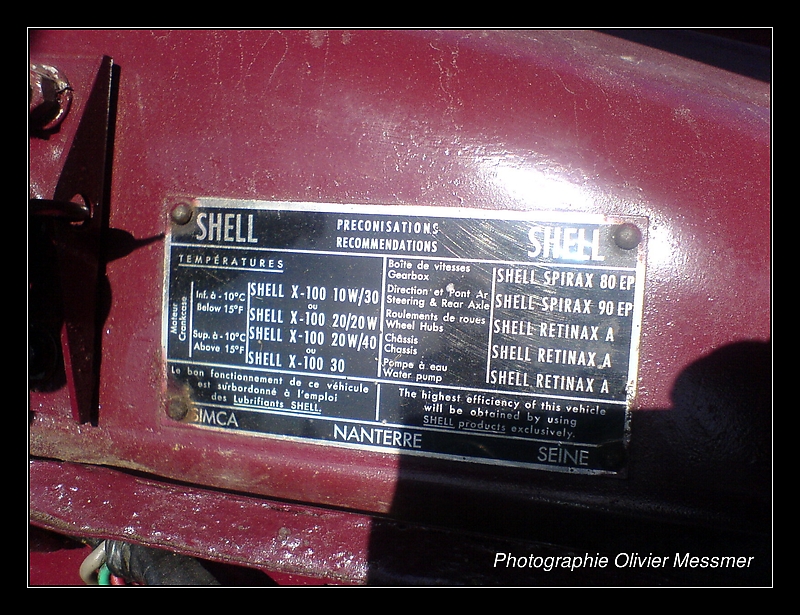 SHELL PRECONISATIONS SHELL
RECOMMENDATIONS
TEMPÉRATURES
Moteur
Crankcase
Inf. à - 10°C
Below 15°F
SHELL X-100 10W/30
ou
SHELL X-100 20/20W
Sup. à - 10°C
Above 15°F
SHELL X-100 20W/40
ou
SHELL X-100 30
Boîte de vitesses
Gearbox
SHELL SPIRAX 80 EP
Direction et Pont Ar
Steering & Rear Axle
SHELL SPIRAX 90 EP
Roulements de roues
Wheel Hubs
SHELL RETINAX A
Châssis
Chassis
SHELL RETINAX A
Pompe à eau
Water pump
SHELL RETINAX A
Le bon fonctionnement de ce véhicule
est surbordonné à l'emploi
des Lubrifiants SHELL.
The highest efficiency of this vehicle
will be obtained by using
SHELL products exclusively.
SIMCA NANTERRE SEINE
Photographie Olivier Messmer